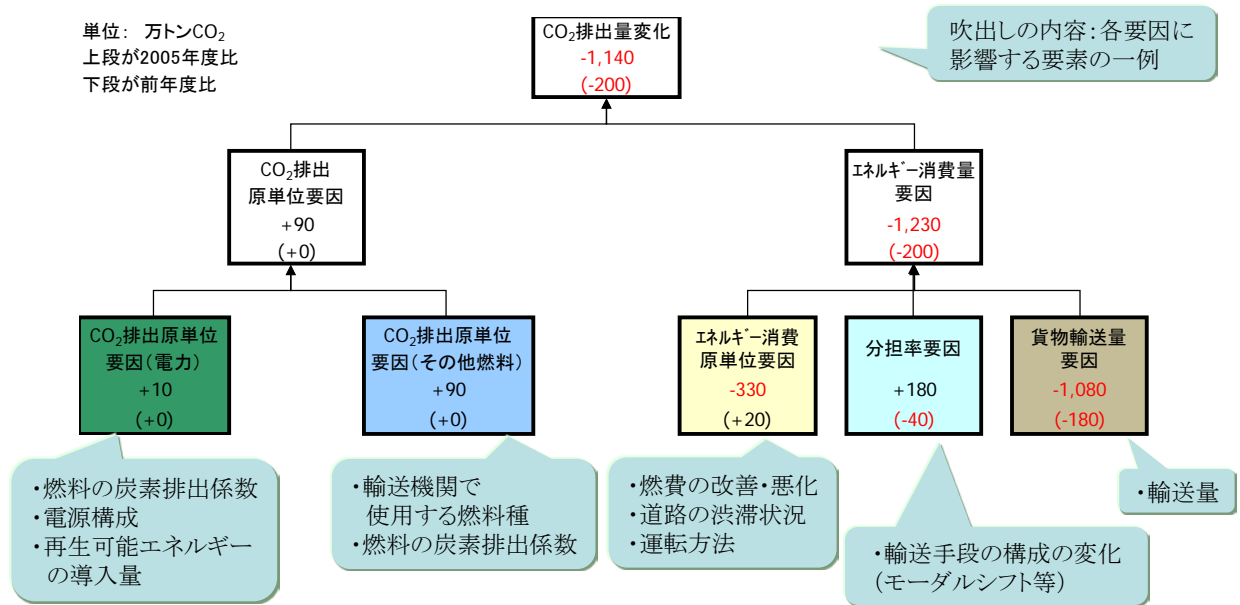 単位: 万トンCO₂
上段が2005年度比
下段が前年度比
CO₂排出量変化
-1,140
(-200)
吹出しの内容:各要因に
影響する要素の一例
CO₂排出
原単位要因
+90
(+0)
ｴﾈﾙｷﾞｰ消費量
要因
-1,230
(-200)
CO₂排出原単位
要因(電力)
+10
(+0)
CO₂排出原単位
要因(その他燃料)
+90
(+0)
ｴﾈﾙｷﾞｰ消費
原単位要因
-330
(+20)
分担率要因
+180
(-40)
貨物輸送量
要因
-1,080
(-180)
・燃料の炭素排出係数
・電源構成
・再生可能エネルギー
の導入量
・輸送機関で
使用する燃料種
・燃料の炭素排出係数
・燃費の改善・悪化
・道路の渋滞状況
・運転方法
・輸送手段の構成の変化
(モーダルシフト等)
・輸送量